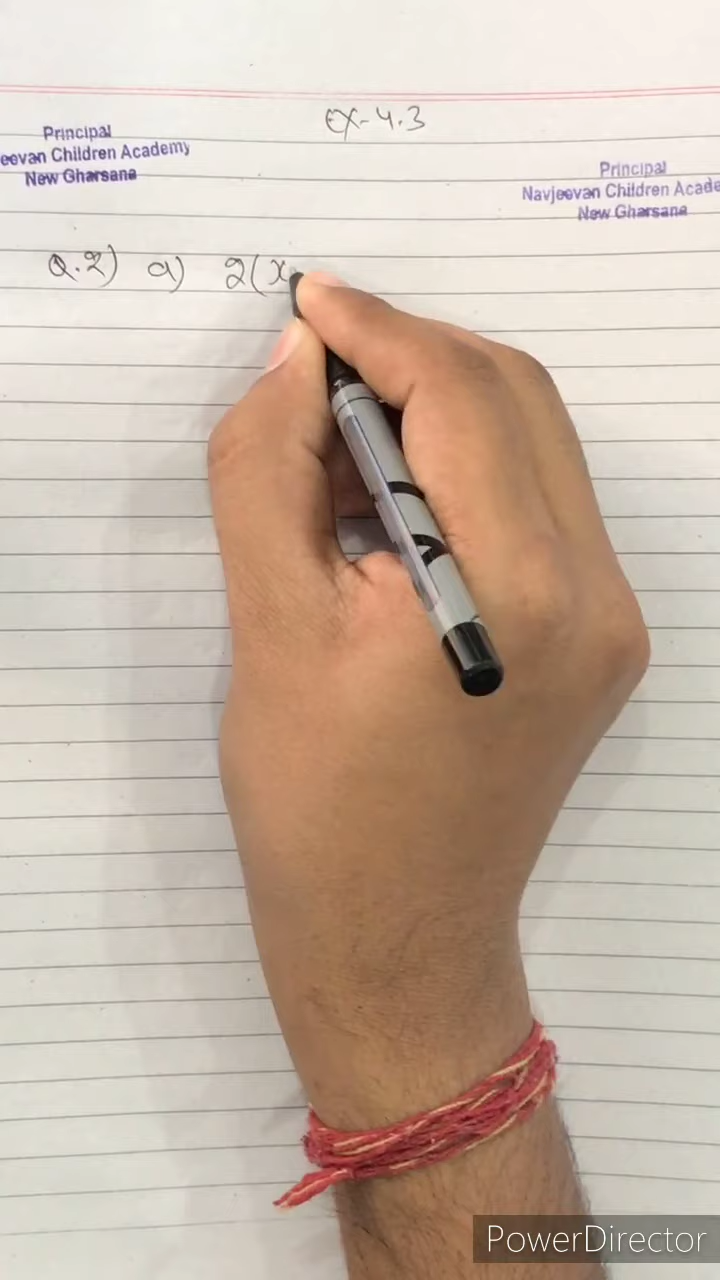 EX-4.3
Principal
eevan Children Academy
New Gharsana
Principal
Navjeevan Children Acade
New Gharsana
Q.2) a) 2(x
PowerDirector